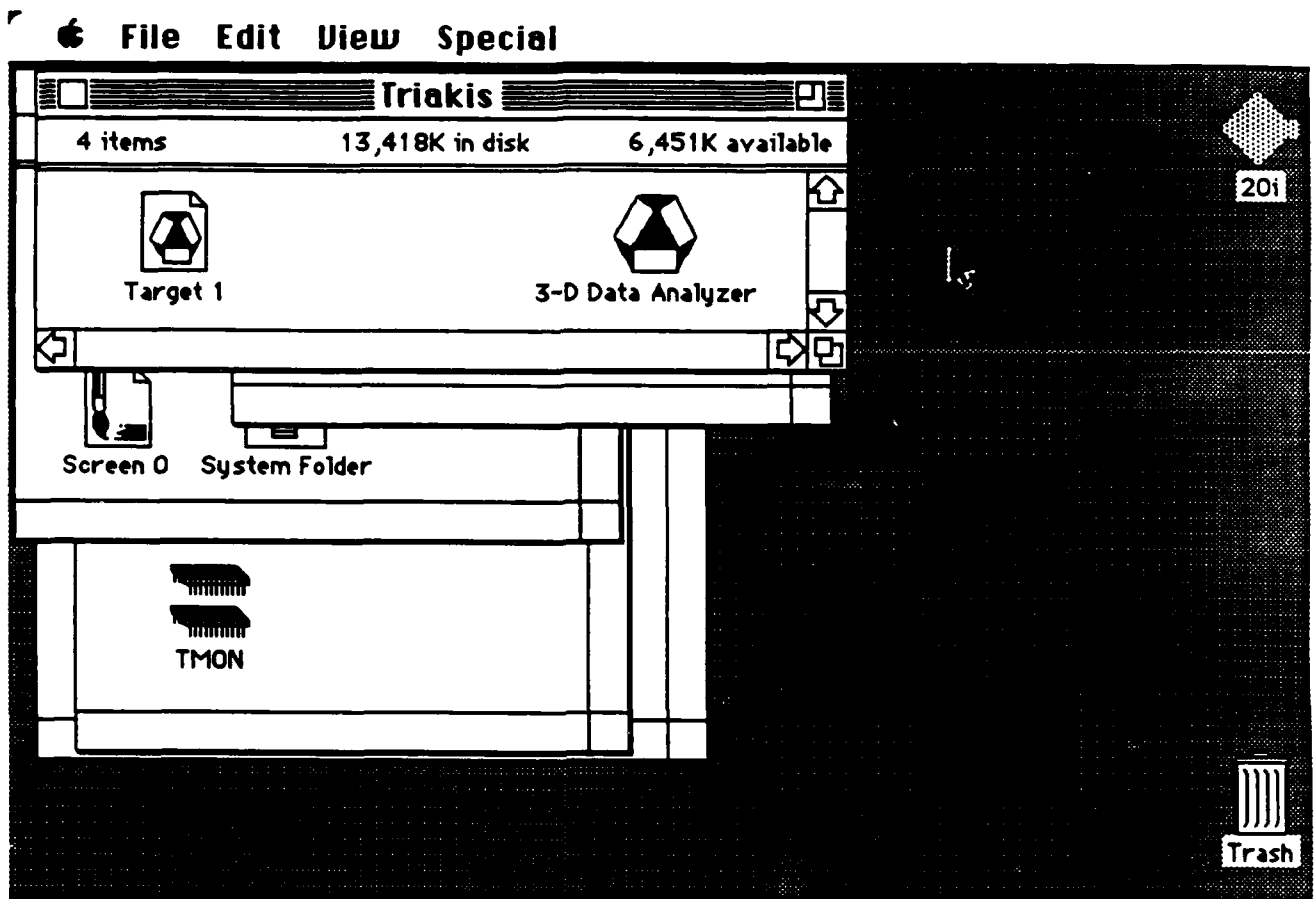 File Edit View Special
Triakis
4 items 13,418K in disk 6,451K available
20i
Target 1 3-D Data Analyzer
Screen 0 System Folder
TMON
Trash